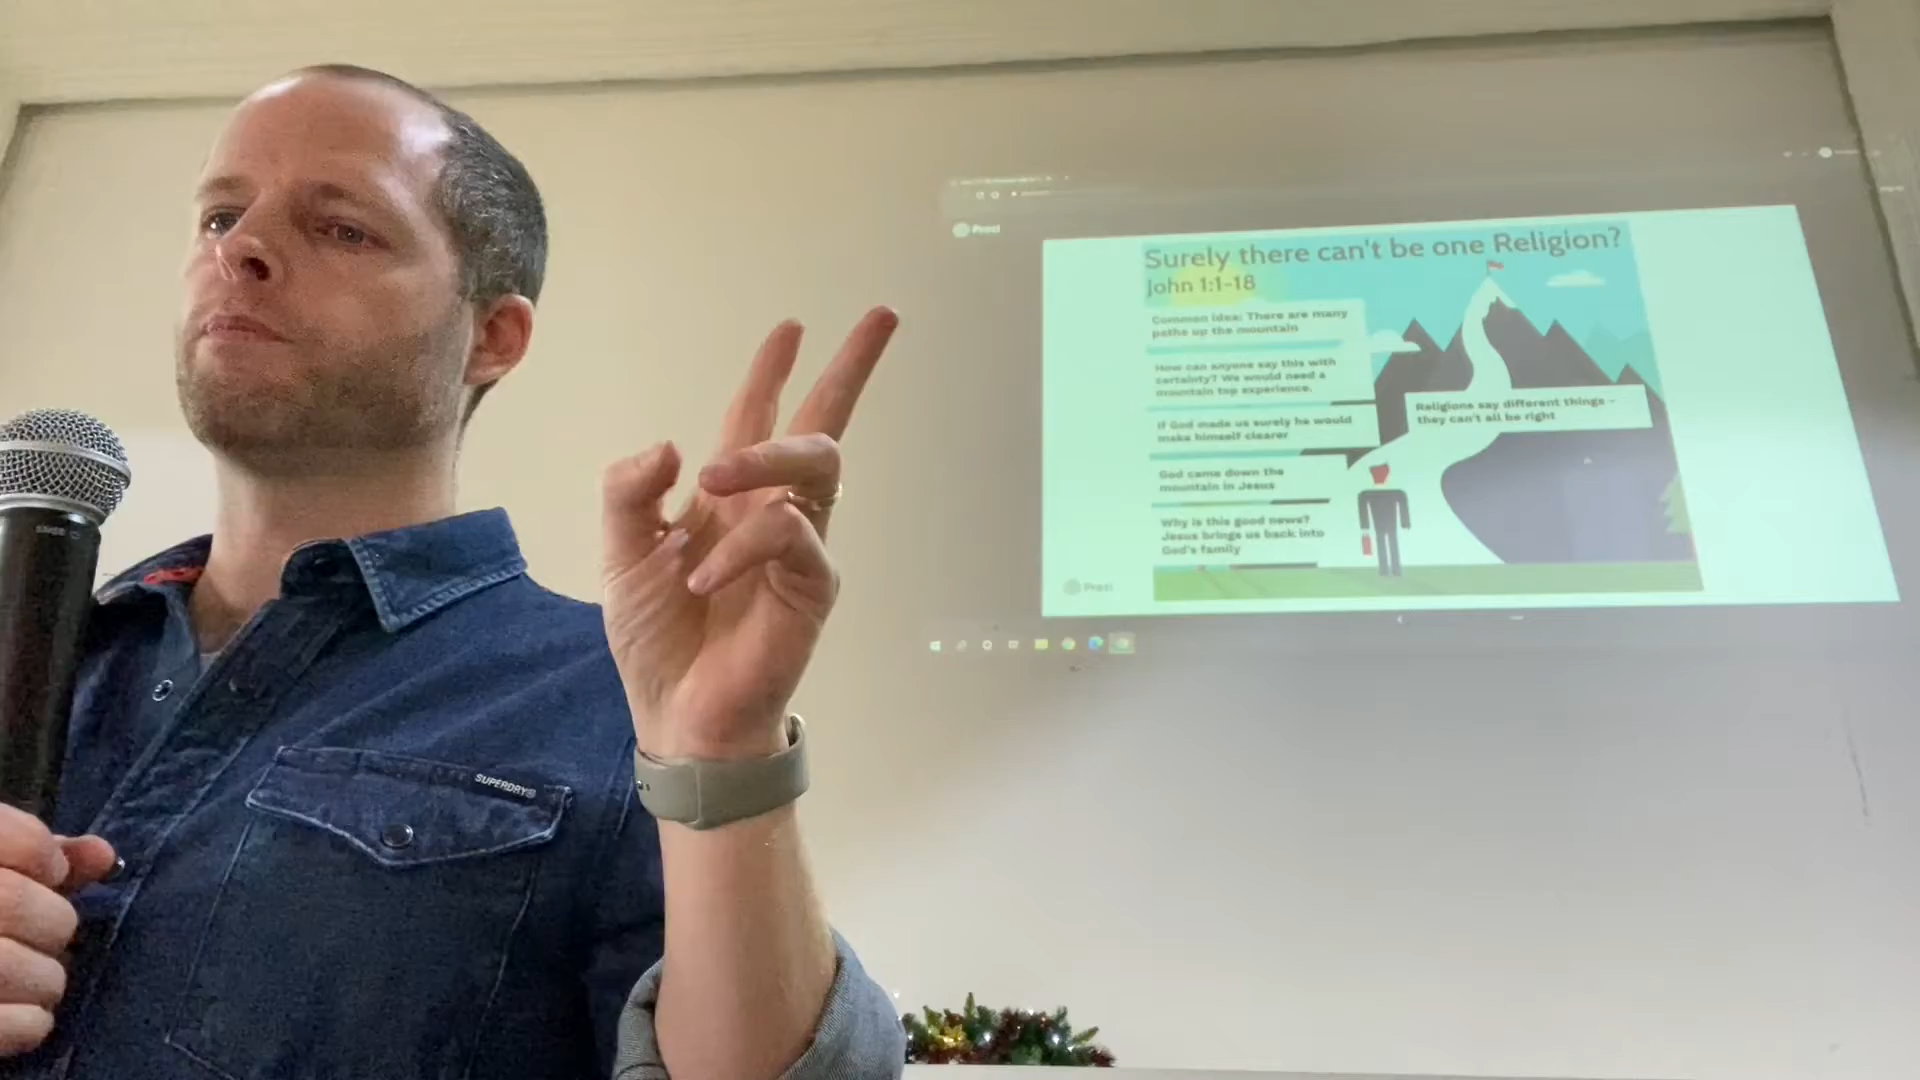 Prezi
Surely there can't be one Religion?
John 1:1-18
Common idea: There are many
paths up the mountain
How can anyone say this with
certainty? We would need a
mountain top experience.
Religions say different things -
they can't all be right
If God made us surely he would
make himself clearer
God came down the
mountain in Jesus
Why is this good news?
Jesus brings us back into
God's family
Prezi
SUPERDRY